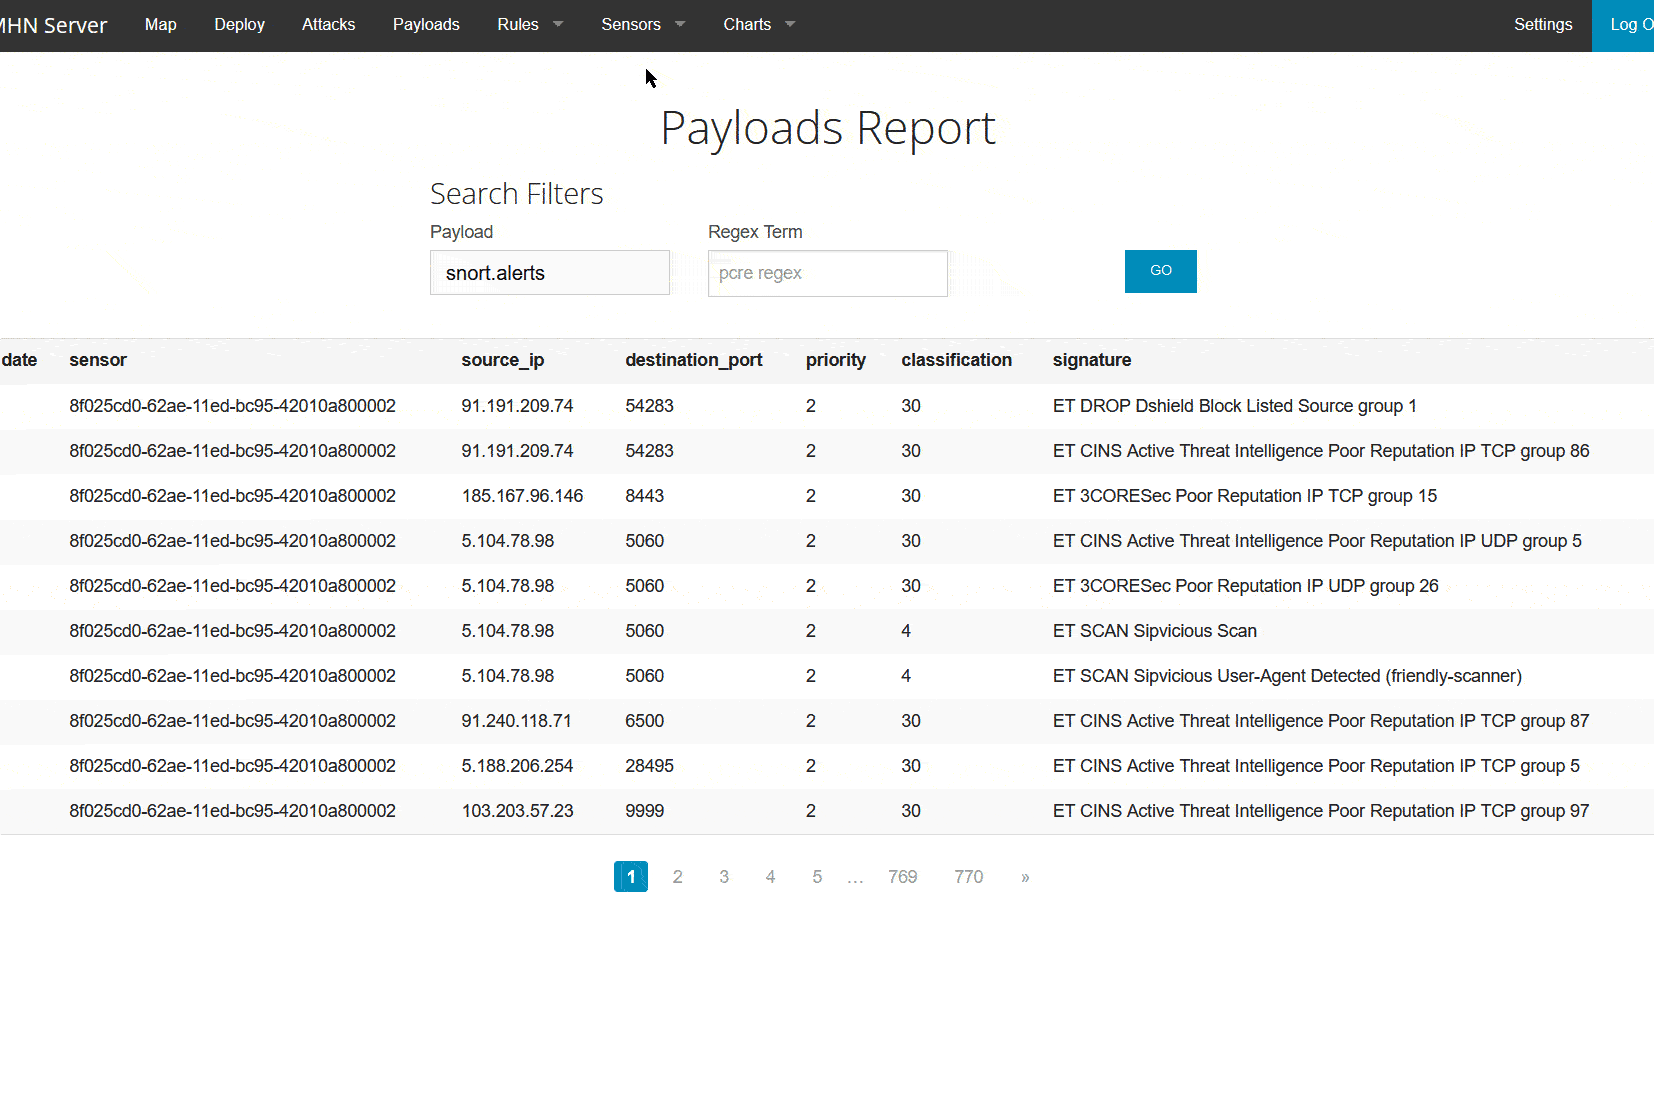 MHN Server Map Deploy Attacks Payloads Rules Sensors Charts Settings Log O
Payloads Report
Search Filters
Payload Regex Term
snort.alerts pcre regex GO
date sensor source_ip destination_port priority classification signature
8f025cd0-62ae-11ed-bc95-42010a800002 91.191.209.74 54283 2 30 ET DROP Dshield Block Listed Source group 1
8f025cd0-62ae-11ed-bc95-42010a800002 91.191.209.74 54283 2 30 ET CINS Active Threat Intelligence Poor Reputation IP TCP group 86
8f025cd0-62ae-11ed-bc95-42010a800002 185.167.96.146 8443 2 30 ET 3CORESec Poor Reputation IP TCP group 15
8f025cd0-62ae-11ed-bc95-42010a800002 5.104.78.98 5060 2 30 ET CINS Active Threat Intelligence Poor Reputation IP UDP group 5
8f025cd0-62ae-11ed-bc95-42010a800002 5.104.78.98 5060 2 30 ET 3CORESec Poor Reputation IP UDP group 26
8f025cd0-62ae-11ed-bc95-42010a800002 5.104.78.98 5060 2 4 ET SCAN Sipvicious Scan
8f025cd0-62ae-11ed-bc95-42010a800002 5.104.78.98 5060 2 4 ET SCAN Sipvicious User-Agent Detected (friendly-scanner)
8f025cd0-62ae-11ed-bc95-42010a800002 91.240.118.71 6500 2 30 ET CINS Active Threat Intelligence Poor Reputation IP TCP group 87
8f025cd0-62ae-11ed-bc95-42010a800002 5.188.206.254 28495 2 30 ET CINS Active Threat Intelligence Poor Reputation IP TCP group 5
8f025cd0-62ae-11ed-bc95-42010a800002 103.203.57.23 9999 2 30 ET CINS Active Threat Intelligence Poor Reputation IP TCP group 97
1 2 3 4 5 … 769 770 »